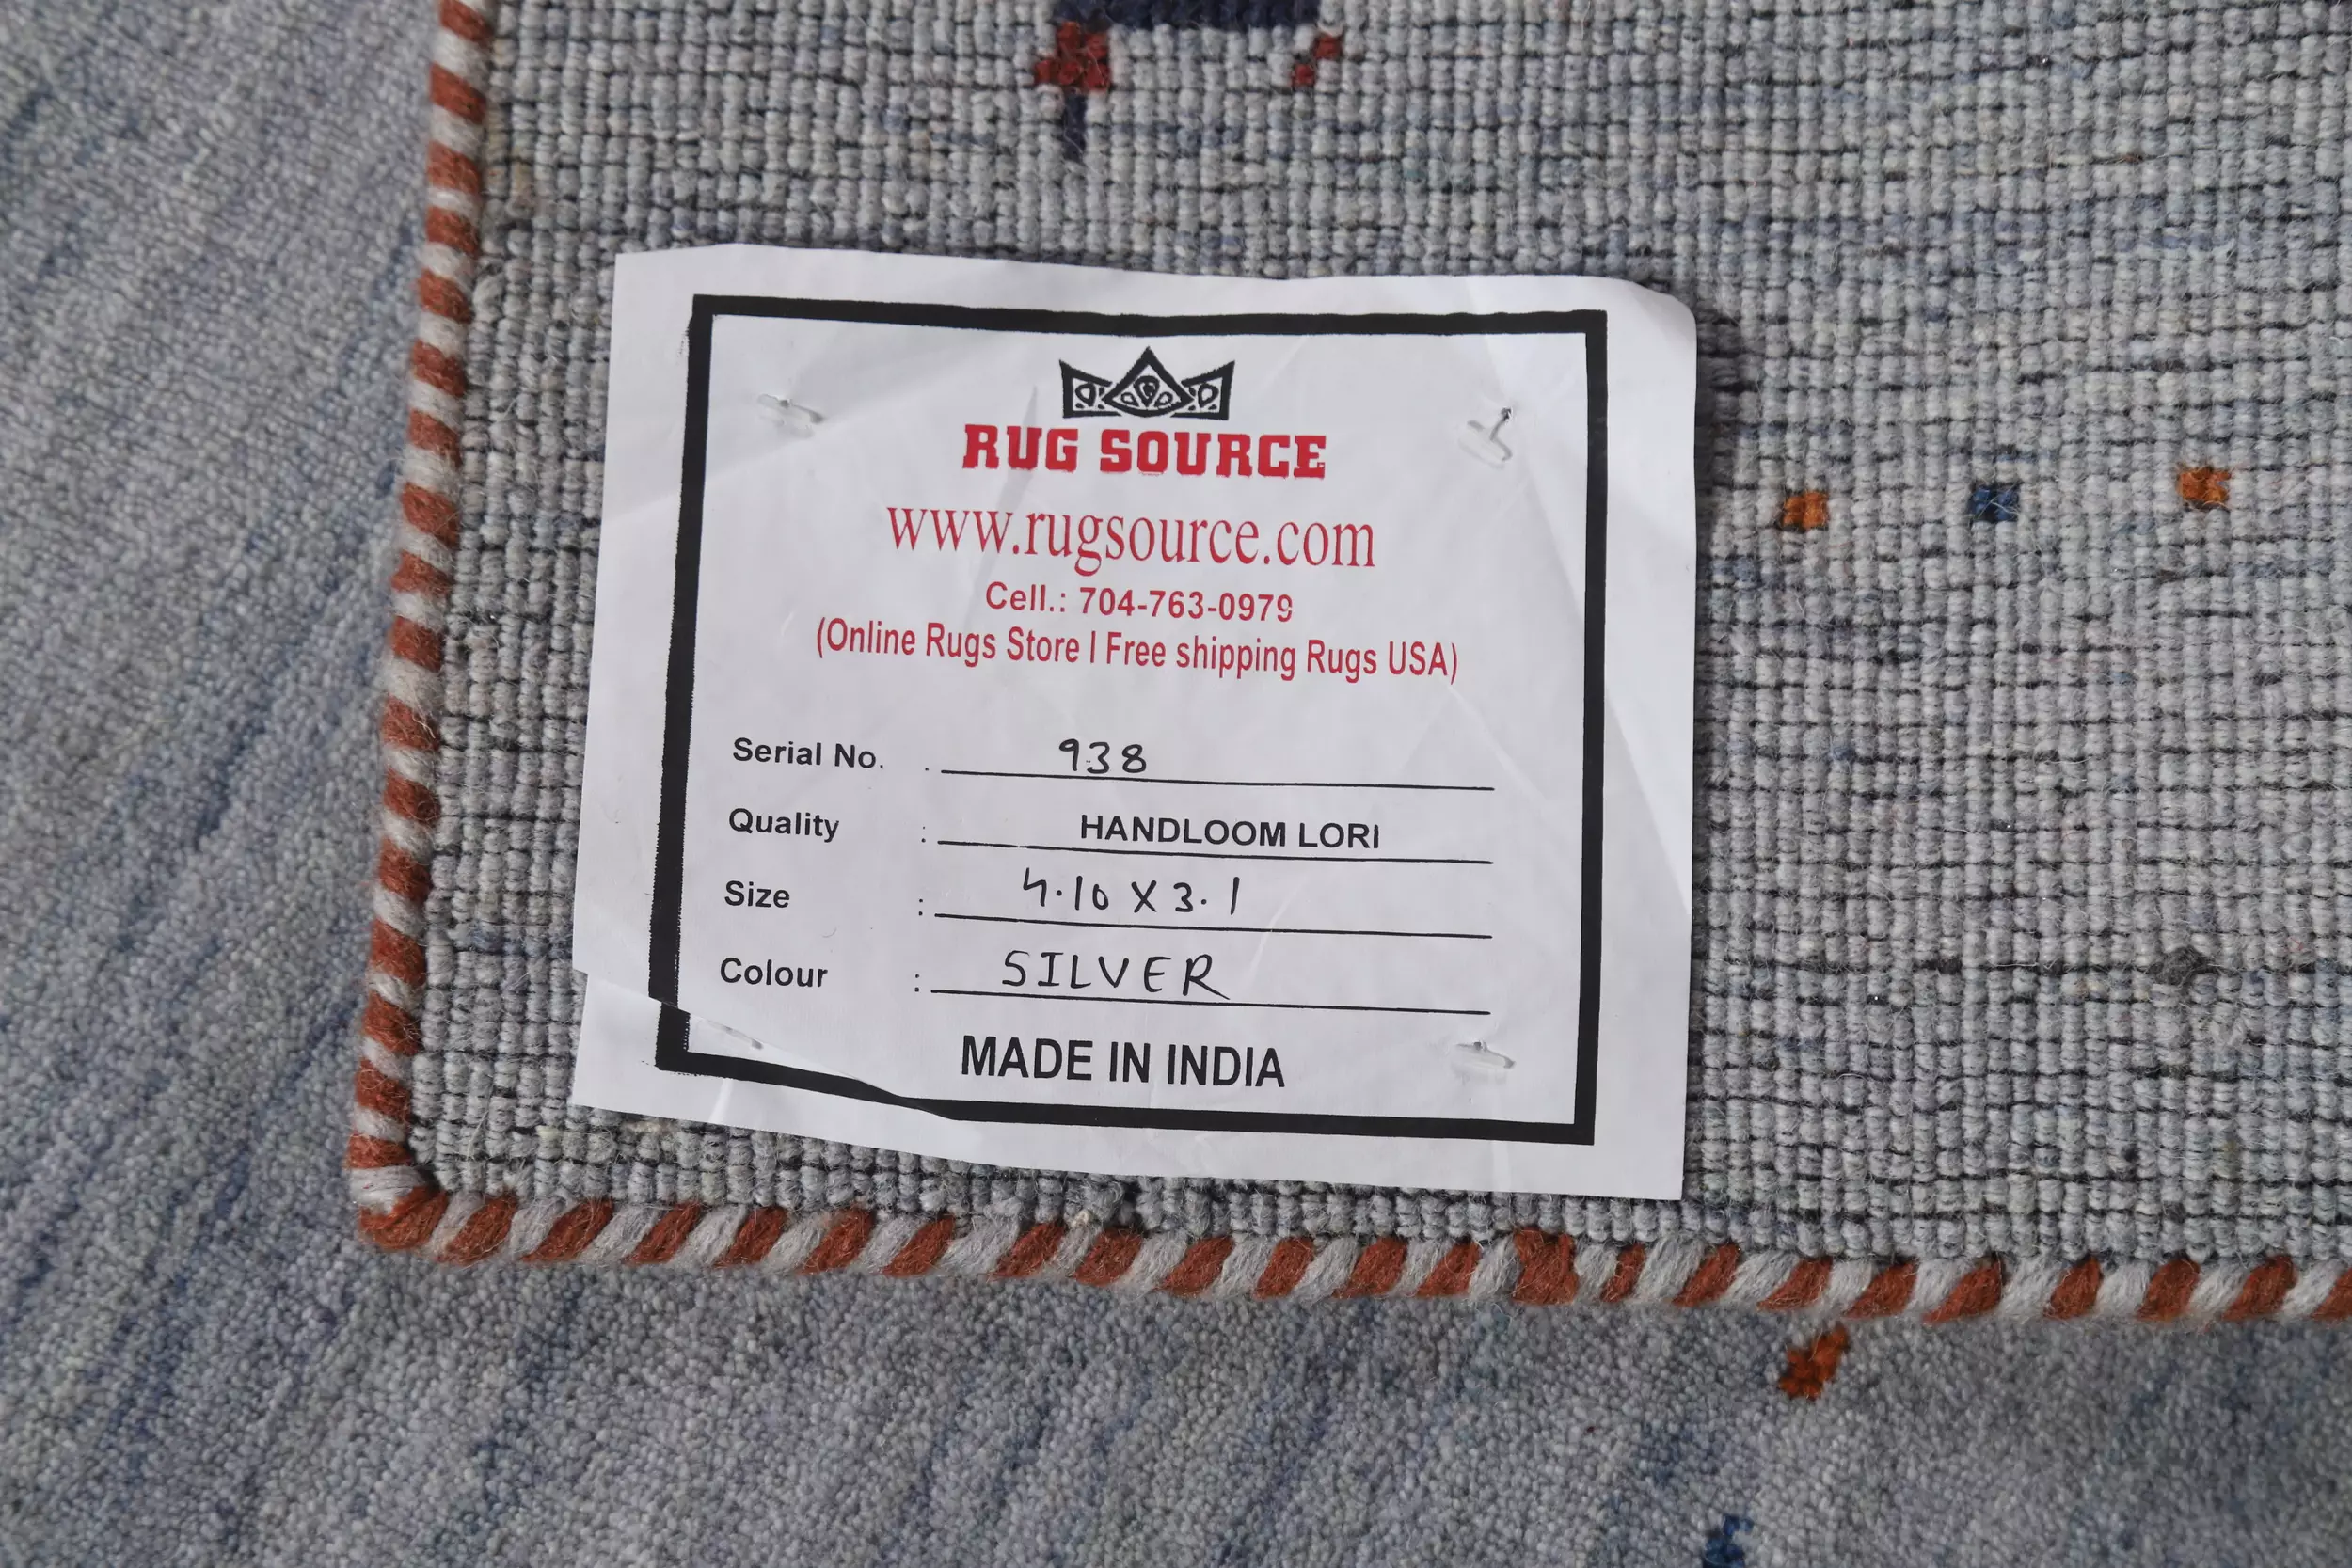 RUG SOURCE
www.rugsource.com
Cell.: 704-763-0979
(Online Rugs Store I Free shipping Rugs USA)
Serial No. . 938
Quality : HANDLOOM LORI
Size : 4.10 X 3.1
Colour : SILVER
MADE IN INDIA